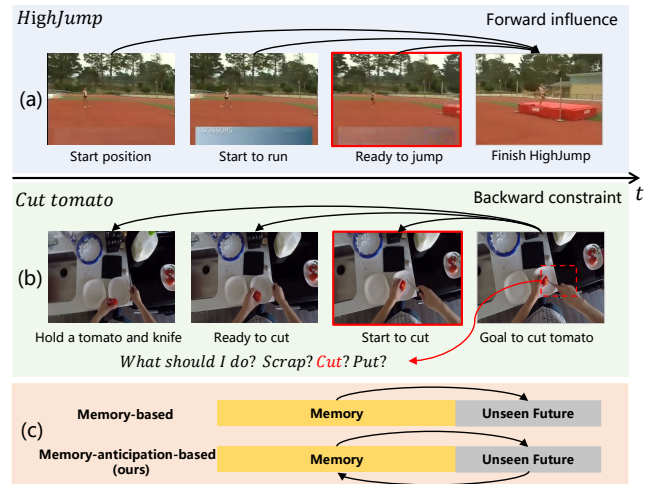 HighJump
Forward influence
(a)
SCISSORS
Start position
Start to run
Ready to jump
Finish HighJump
t
Cut tomato
Backward constraint
(b)
Hold a tomato and knife
Ready to cut
Start to cut
Goal to cut tomato
What should I do? Scrap? Cut? Put?
(c)
Memory-based
Memory
Unseen Future
Memory-anticipation-based
(ours)
Memory
Unseen Future